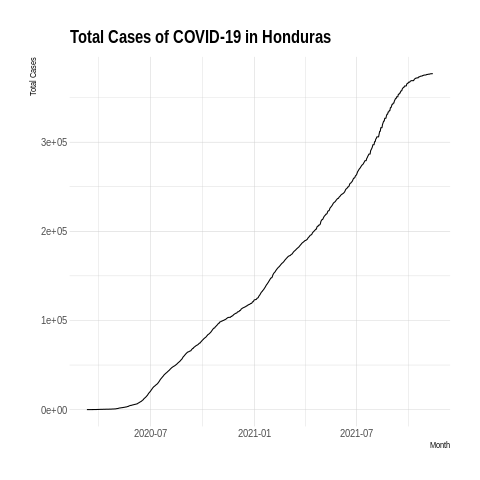 Total Cases of COVID-19 in Honduras
Total Cases
3e+05
2e+05
1e+05
0e+00
2020-07 2021-01 2021-07
Month